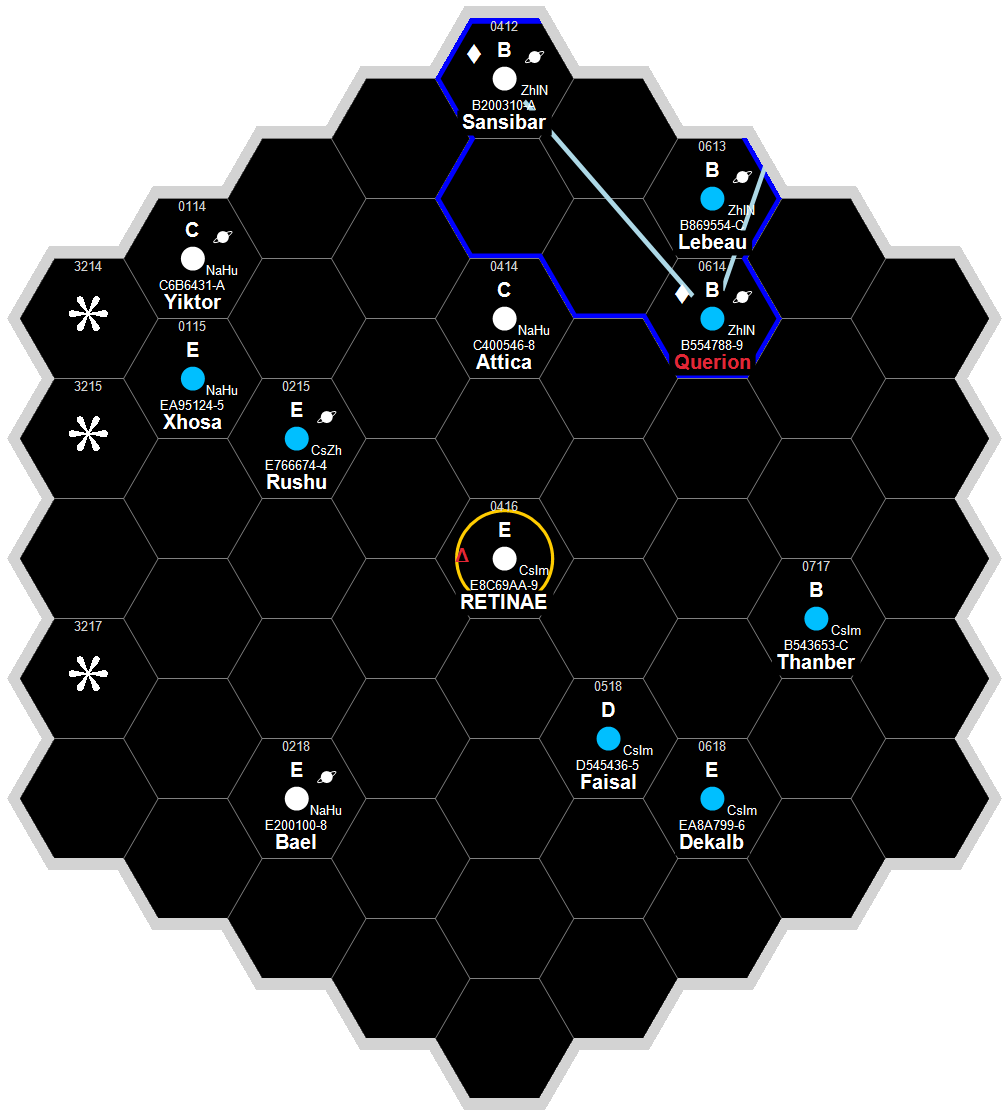 0412
B
ZhIN
B200310-A
Sansibar
0613
B
ZhIN
B869554-C
Lebeau
0114
C
NaHu
C6B6431-A
Yiktor
3214
*
0414
C
NaHu
C400546-8
Attica
0614
B
ZhIN
B554788-9
Querion
0115
E
NaHu
EA95124-5
Xhosa
3215
*
0215
E
CsZh
E766674-4
Rushu
0416
E
CsIm
E8C69AA-9
RETINAE
0717
B
CsIm
B543653-C
Thanber
3217
*
0518
D
CsIm
D545436-5
Faisal
0218
E
NaHu
E200100-8
Bael
0618
E
CsIm
EA8A799-6
Dekalb